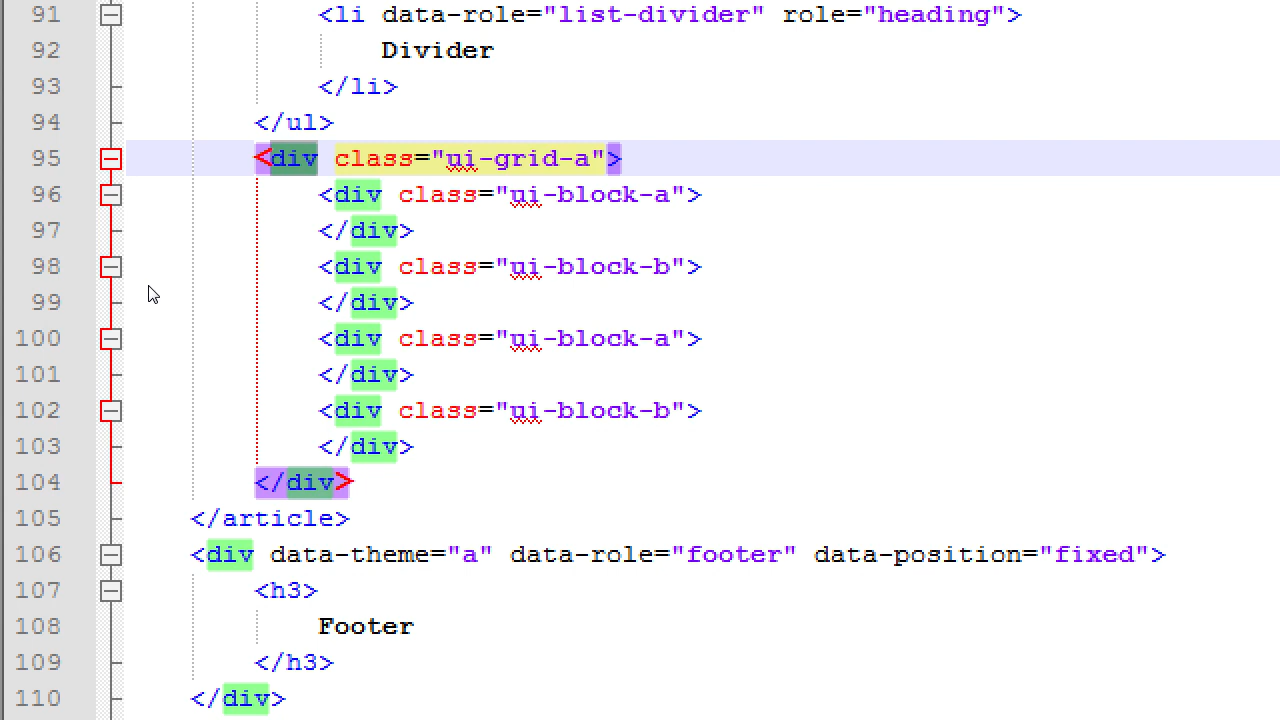 91 <li data-role="list-divider" role="heading">
92 Divider
93 </li>
94 </ul>
95 <div class="ui-grid-a">
96 <div class="ui-block-a">
97 </div>
98 <div class="ui-block-b">
99 </div>
100 <div class="ui-block-a">
101 </div>
102 <div class="ui-block-b">
103 </div>
104 </div>
105 </article>
106 <div data-theme="a" data-role="footer" data-position="fixed">
107 <h3>
108 Footer
109 </h3>
110 </div>